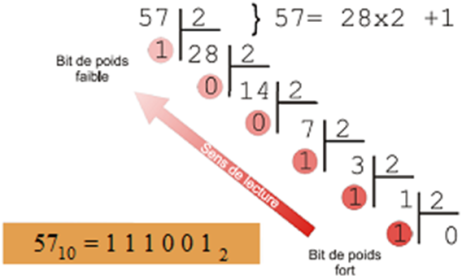 57 2 } 57= 28x2 +1
1 28 2
Bit de poids
faible
0 14 2
0 7 2
Sens de lecture
1 3 2
1 1 2
1 0
57₁₀ = 1 1 1 0 0 1 ₂
Bit de poids
fort